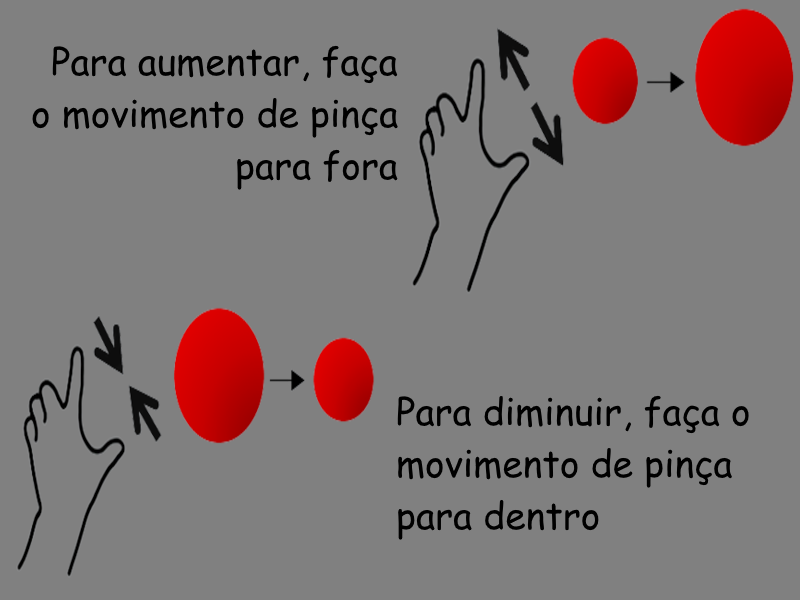 Para aumentar, faça
o movimento de pinça
para fora
Para diminuir, faça o
movimento de pinça
para dentro